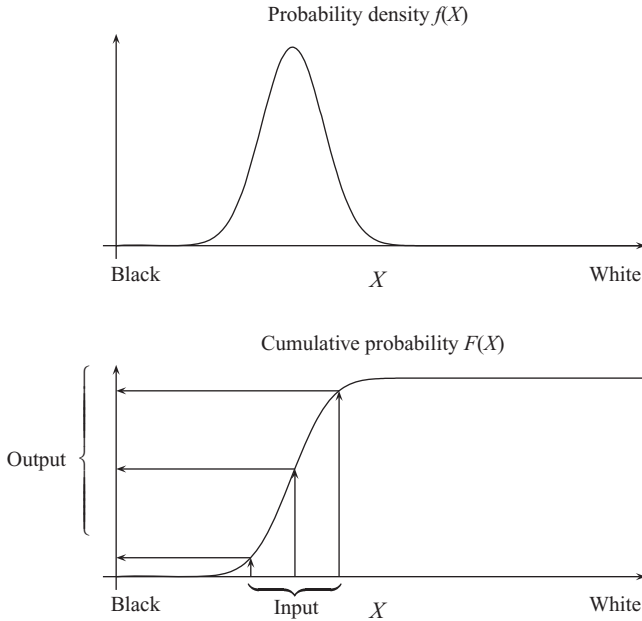 Probability density f(X)
Black
X
White
Cumulative probability F(X)
Output
Black
Input
X
White